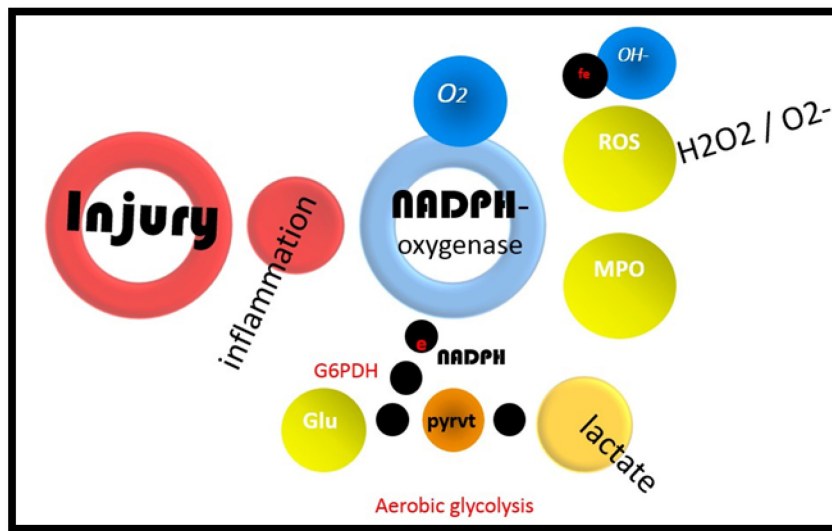 Injury
inflammation
O2
NADPH-
oxygenase
fe
OH-
ROS
H2O2 / O2-
MPO
e
NADPH
G6PDH
Glu
pyrvt
lactate
Aerobic glycolysis